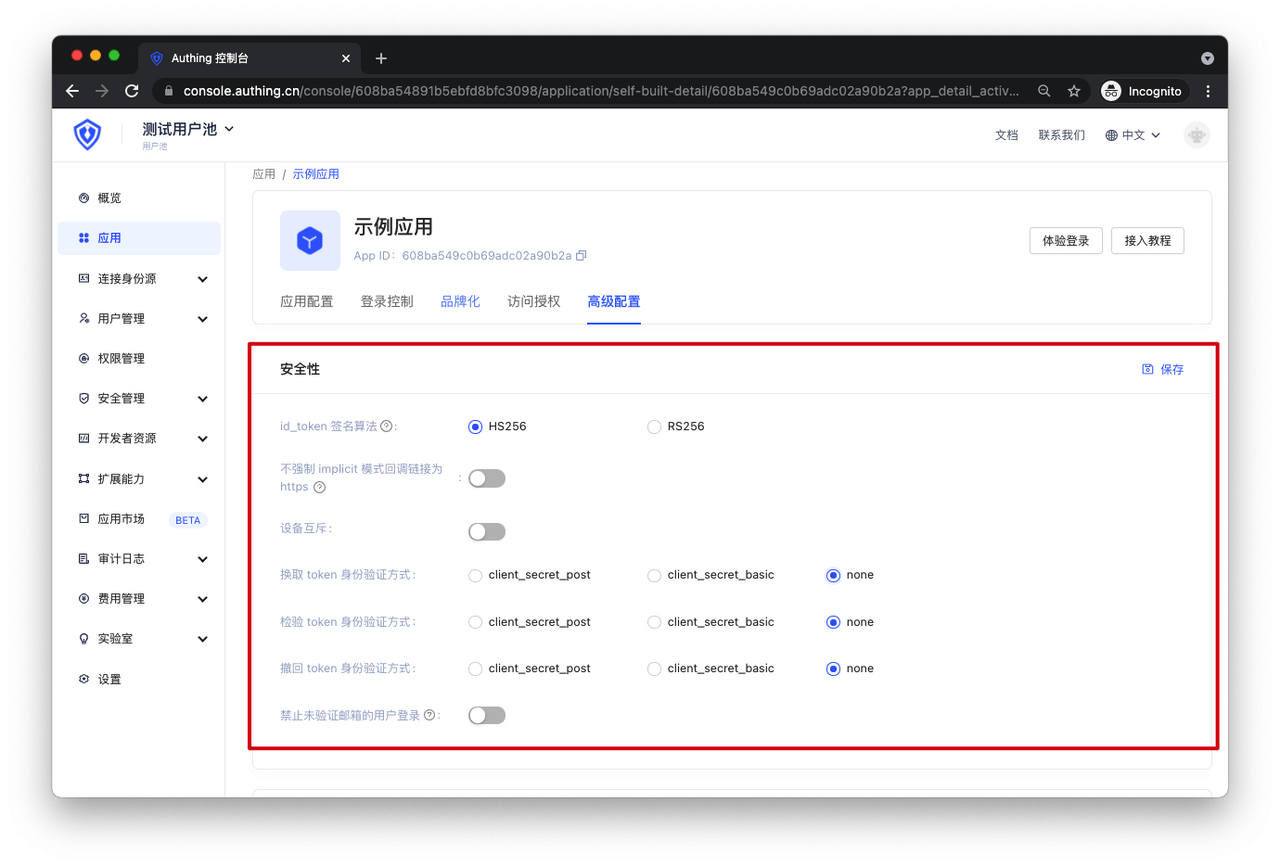 Authing 控制台
console.authing.cn/console/608ba54891b5ebfd8bfc3098/application/self-built-detail/608ba549c0b69adc02a90b2a?app_detail_activ...
Incognito
测试用户池
用户池
文档
联系我们
中文
概览
应用
连接身份源
用户管理
权限管理
安全管理
开发者资源
扩展能力
应用市场 BETA
审计日志
费用管理
实验室
设置
应用 / 示例应用
示例应用
App ID: 608ba549c0b69adc02a90b2a
体验登录
接入教程
应用配置 登录控制 品牌化 访问授权 高级配置
安全性
保存
id_token 签名算法 ? : HS256 RS256
不强制 implicit 模式回调链接为
https ? :
设备互斥:
换取 token 身份验证方式: client_secret_post client_secret_basic none
检验 token 身份验证方式: client_secret_post client_secret_basic none
撤回 token 身份验证方式: client_secret_post client_secret_basic none
禁止未验证邮箱的用户登录 ? :